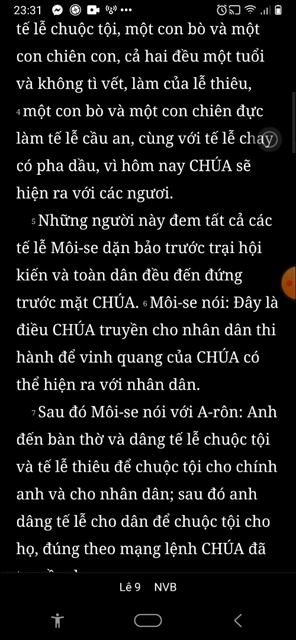 23:31
tế lễ chuộc tội, một con bò và một
con chiên con, cả hai đều một tuổi
và không tì vết, làm của lễ thiêu,
4 một con bò và một con chiên đực
làm tế lễ cầu an, cùng với tế lễ chay
có pha dầu, vì hôm nay CHÚA sẽ
hiện ra với các ngươi.
5 Những người này đem tất cả các
tế lễ Môi-se dặn bảo trước trại hội
kiến và toàn dân đều đến đứng
trước mặt CHÚA. 6 Môi-se nói: Đây là
điều CHÚA truyền cho nhân dân thi
hành để vinh quang của CHÚA có
thể hiện ra với nhân dân.
7 Sau đó Môi-se nói với A-rôn: Anh
đến bàn thờ và dâng tế lễ chuộc tội
và tế lễ thiêu để chuộc tội cho chính
anh và cho nhân dân; sau đó anh
dâng tế lễ cho dân để chuộc tội cho
họ, đúng theo mạng lệnh CHÚA đã
Lê 9 NVB